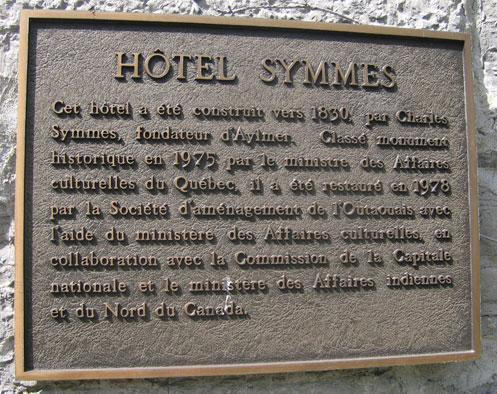 HÔTEL SYMMES
Cet hôtel a été construit vers 1830, par Charles
Symmes, fondateur d'Aylmer. Classé monument
historique en 1975 par le ministre des Affaires
culturelles du Québec, il a été restauré en 1978
par la Société d'aménagement de l'Outaouais avec
l'aide du ministère des Affaires culturelles, en
collaboration avec la Commission de la Capitale
nationale et le ministère des Affaires indiennes
et du Nord du Canada.